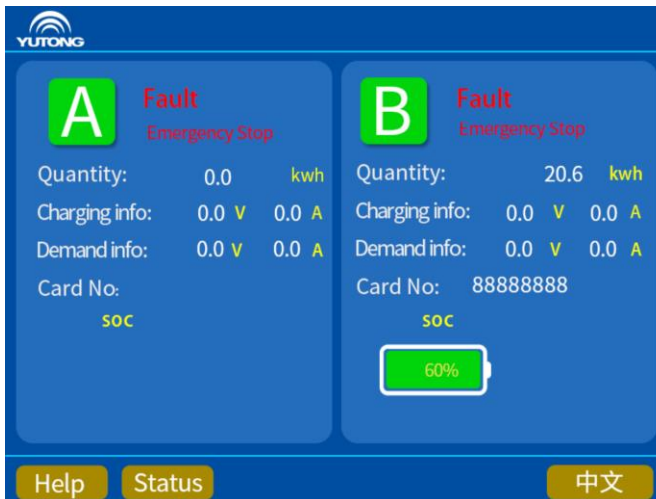 YUTONG
A Fault
Emergency Stop
Quantity: 0.0 kwh
Charging info: 0.0 V 0.0 A
Demand info: 0.0 V 0.0 A
Card No:
SOC
B Fault
Emergency Stop
Quantity: 20.6 kwh
Charging info: 0.0 V 0.0 A
Demand info: 0.0 V 0.0 A
Card No: 88888888
SOC
60%
Help Status 中文